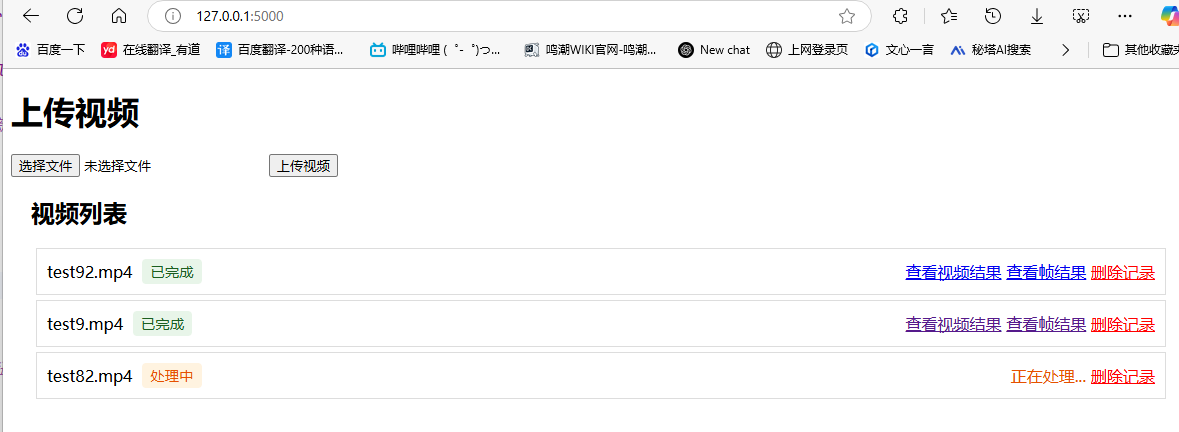 127.0.0.1:5000
百度一下 yd 在线翻译_有道 译 百度翻译-200种语... 哔哩哔哩 ( ゜- ゜)つ... 鸣潮WIKI官网-鸣潮... New chat 上网登录页 文心一言 秘塔AI搜索 其他收藏夹
上传视频
选择文件 未选择文件 上传视频
视频列表
test92.mp4 已完成 查看视频结果 查看帧结果 删除记录
test9.mp4 已完成 查看视频结果 查看帧结果 删除记录
test82.mp4 处理中 正在处理... 删除记录